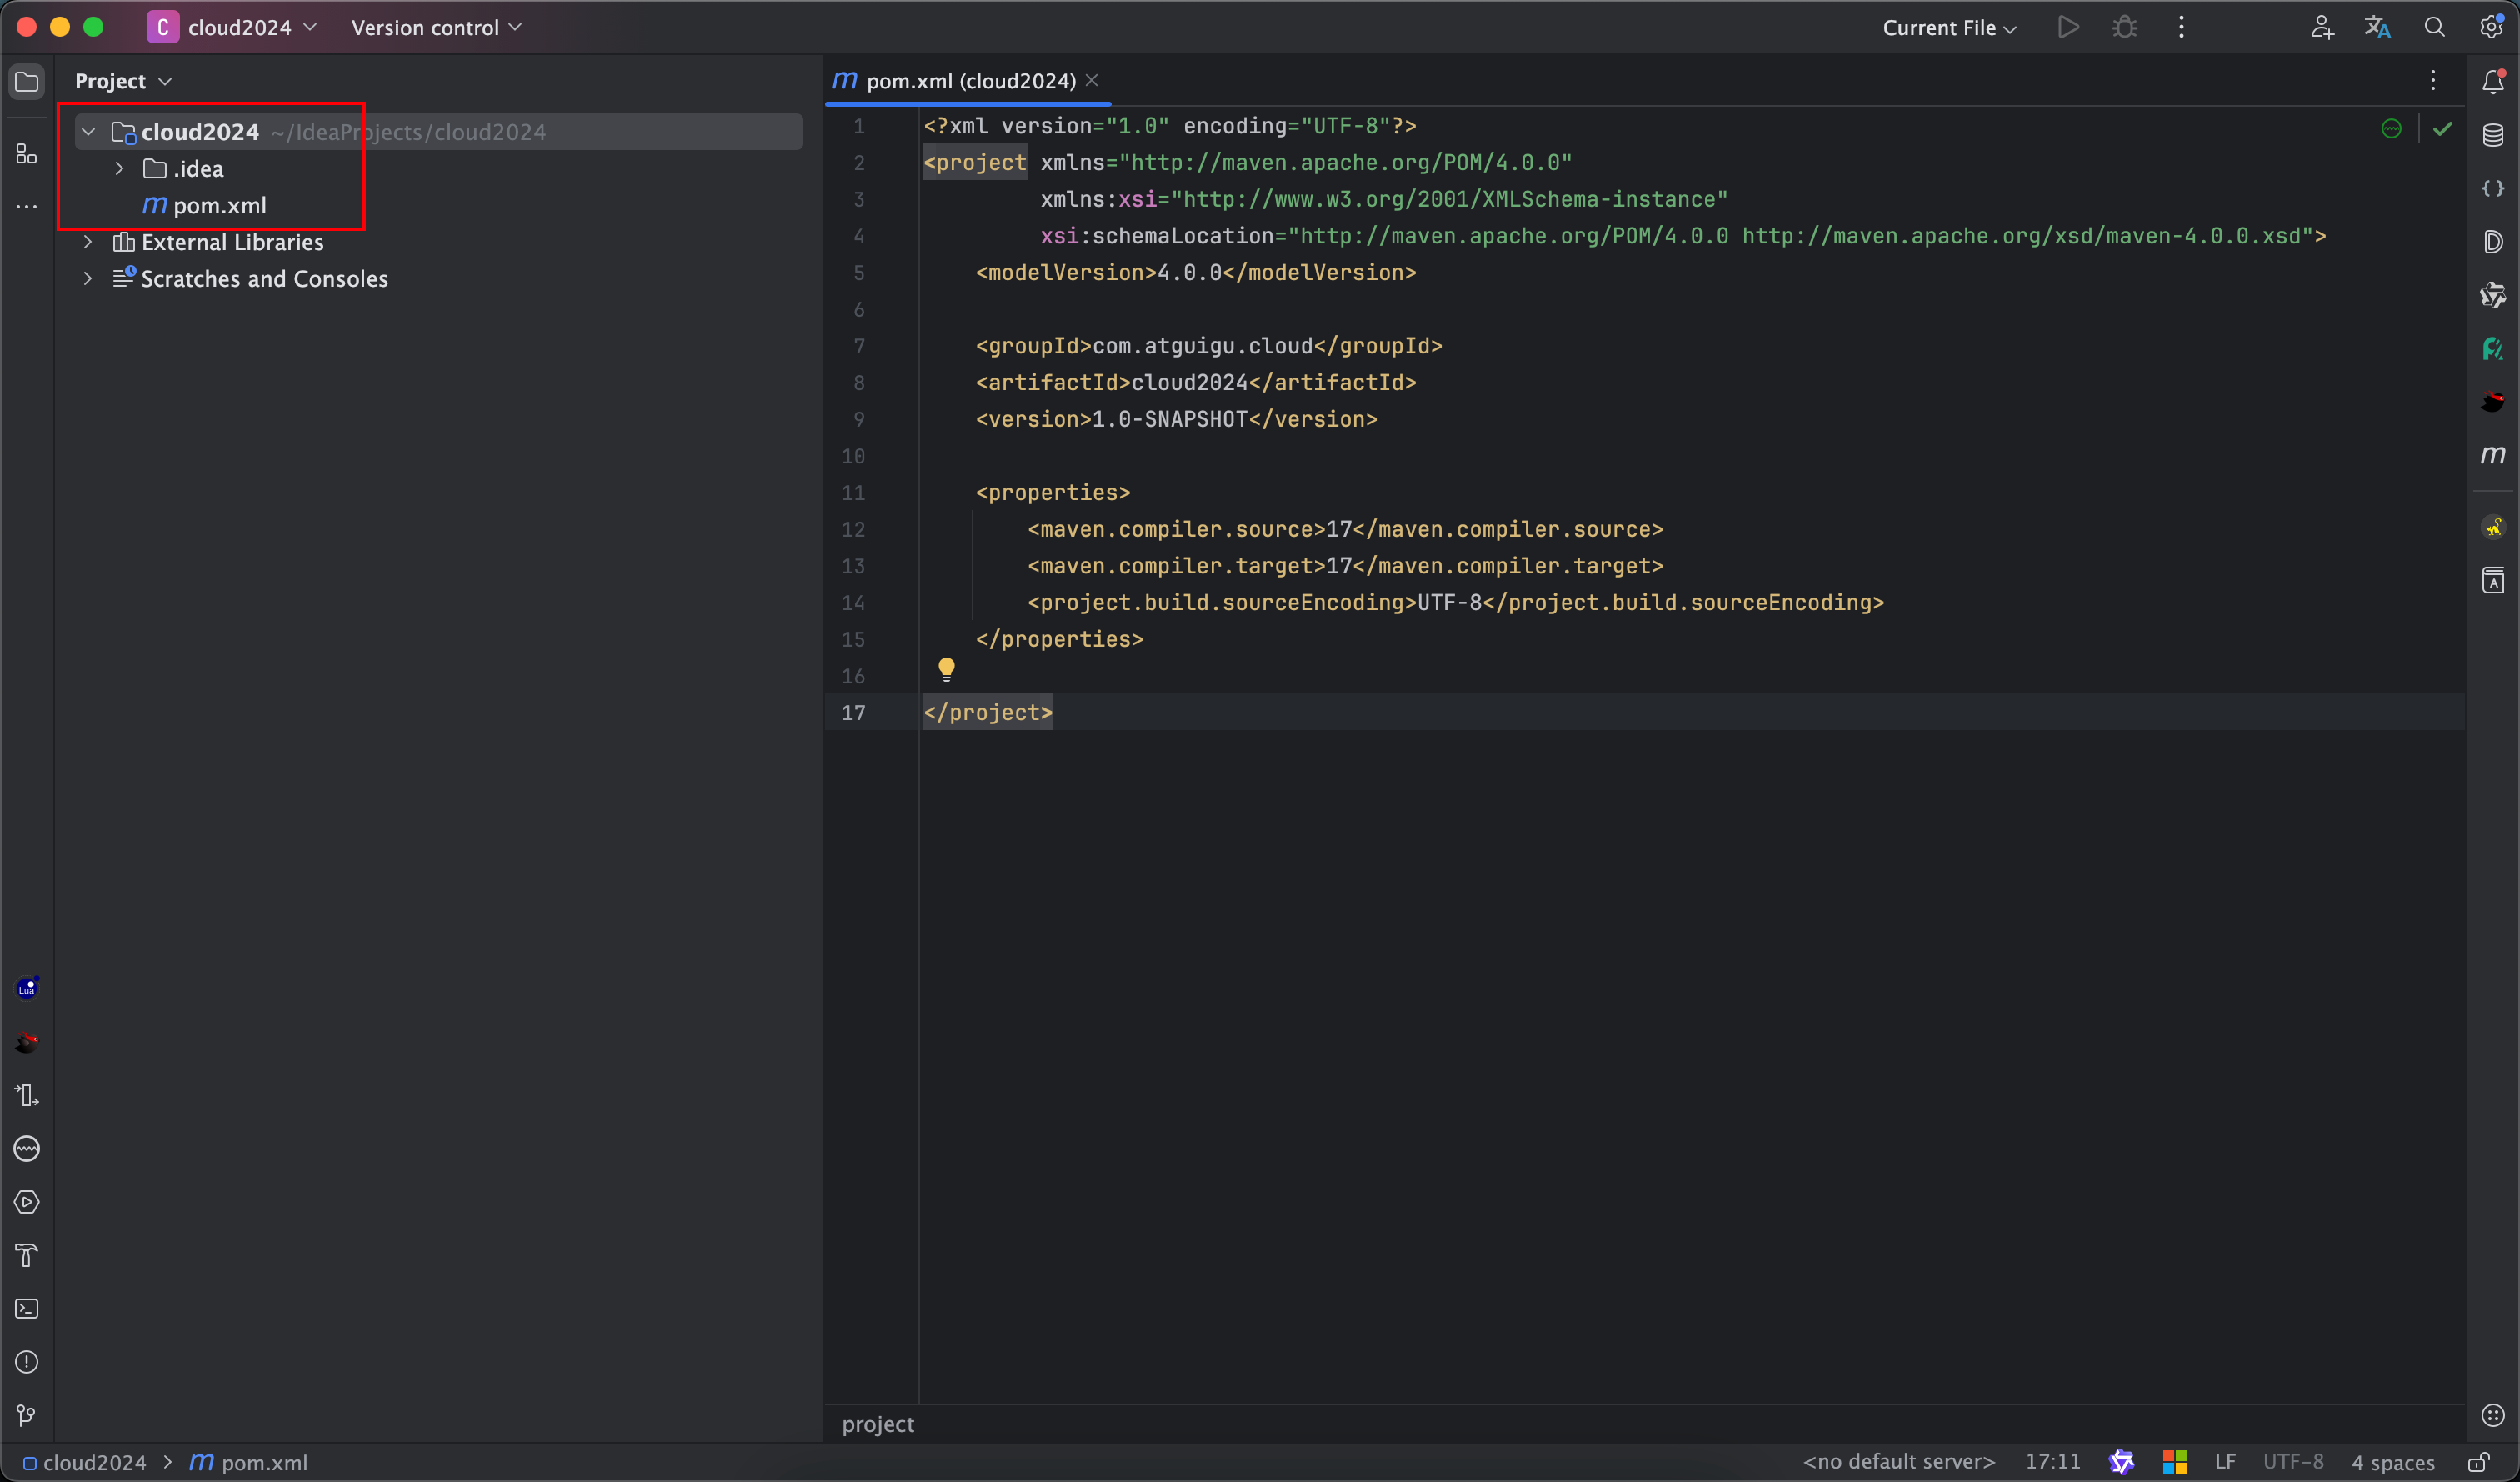 C cloud2024 Version control Current File
Project
cloud2024 ~/IdeaProjects/cloud2024
.idea
m pom.xml
External Libraries
Scratches and Consoles
m pom.xml (cloud2024)
1 <?xml version="1.0" encoding="UTF-8"?>
2 <project xmlns="http://maven.apache.org/POM/4.0.0"
3 xmlns:xsi="http://www.w3.org/2001/XMLSchema-instance"
4 xsi:schemaLocation="http://maven.apache.org/POM/4.0.0 http://maven.apache.org/xsd/maven-4.0.0.xsd">
5 <modelVersion>4.0.0</modelVersion>
6
7 <groupId>com.atguigu.cloud</groupId>
8 <artifactId>cloud2024</artifactId>
9 <version>1.0-SNAPSHOT</version>
10
11 <properties>
12 <maven.compiler.source>17</maven.compiler.source>
13 <maven.compiler.target>17</maven.compiler.target>
14 <project.build.sourceEncoding>UTF-8</project.build.sourceEncoding>
15 </properties>
16
17 </project>
m
Lua
project
cloud2024 > m pom.xml
<no default server> 17:11 LF UTF-8 4 spaces